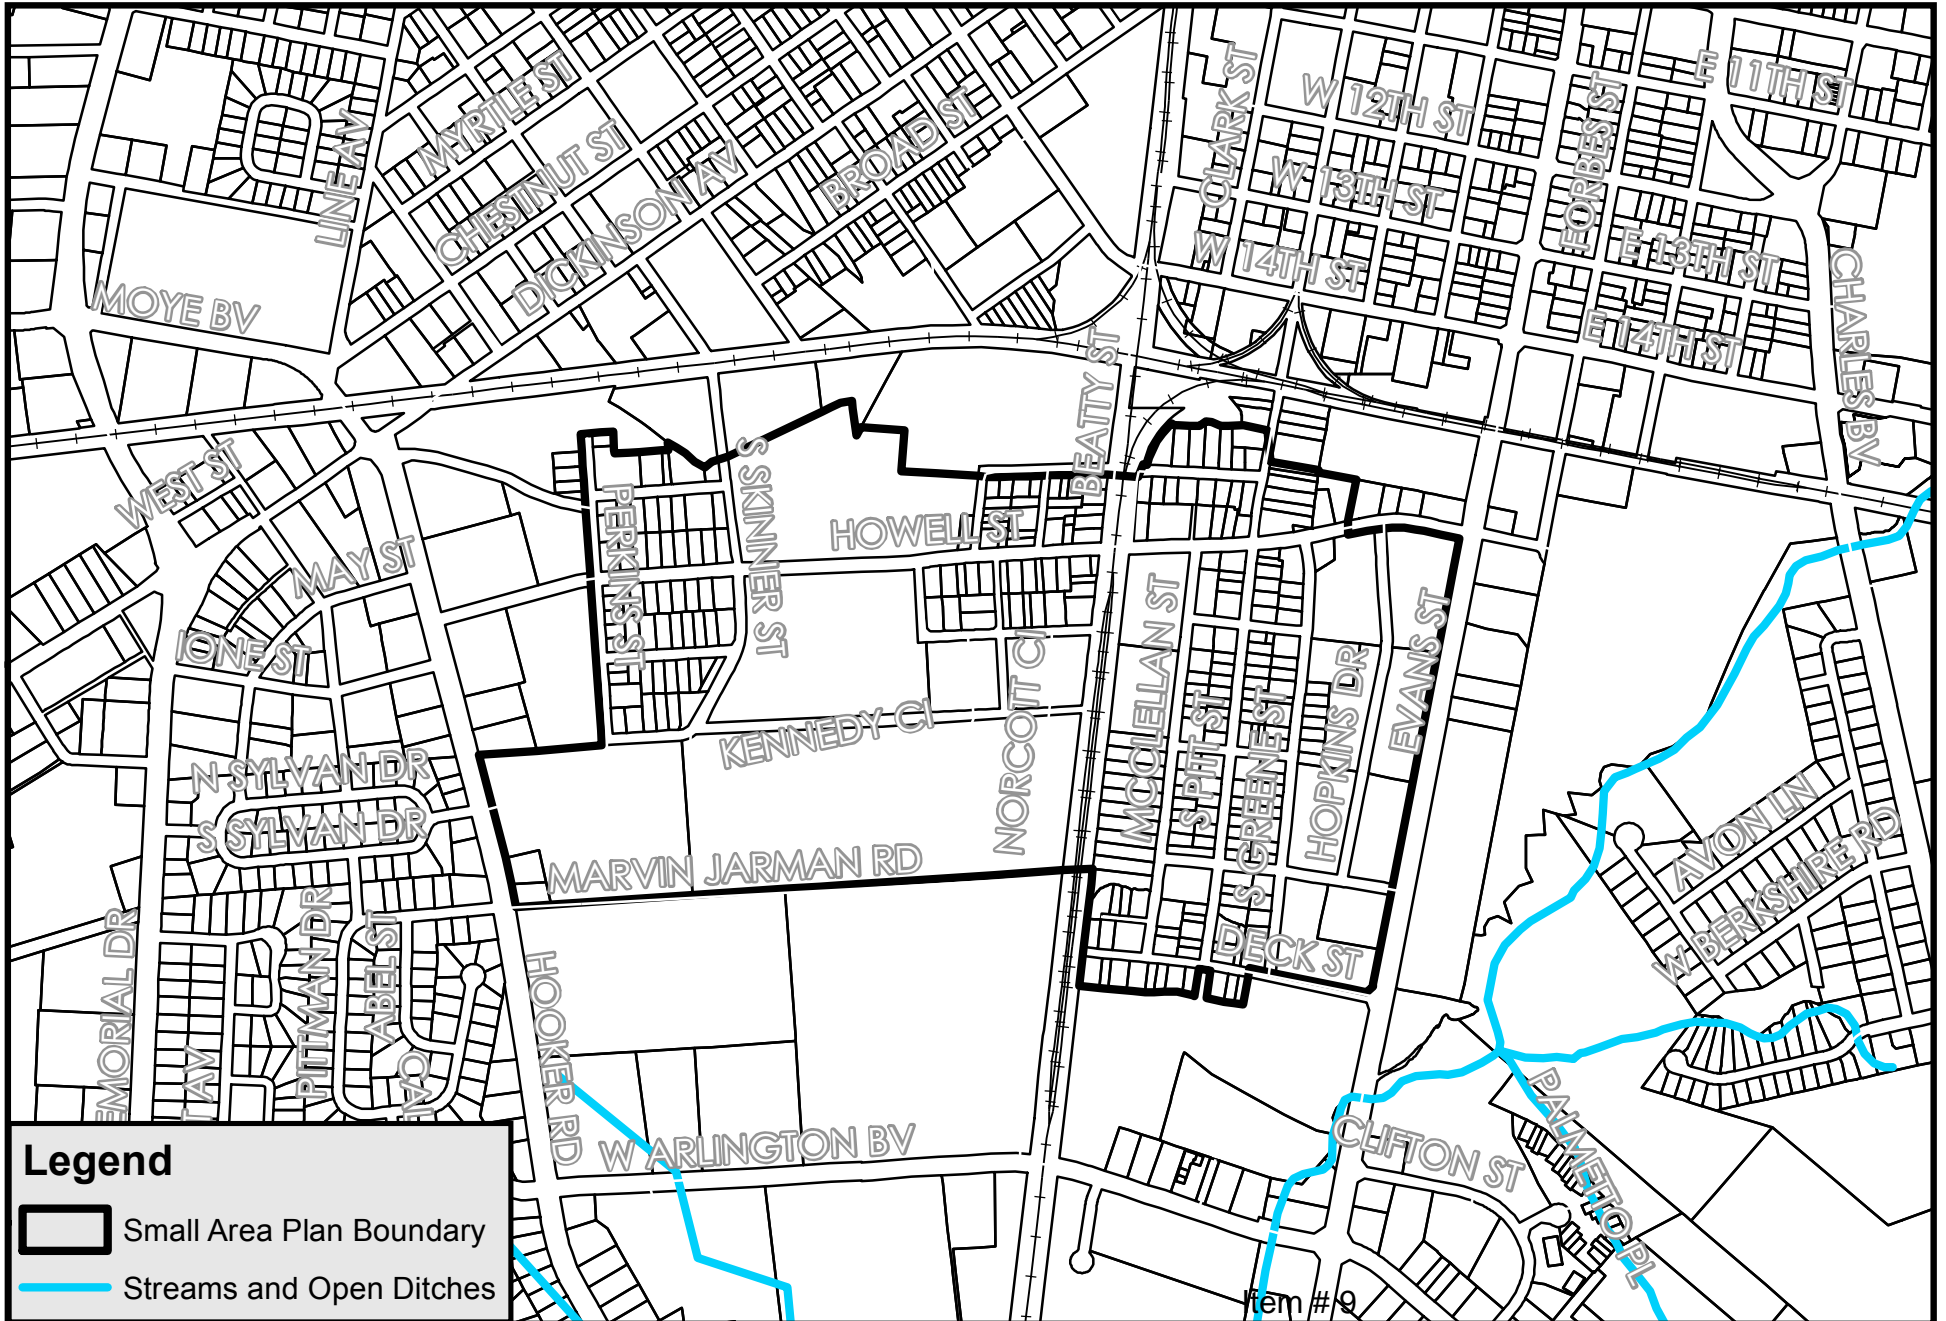 E 11TH ST
CLARK ST
W 12TH ST
FORBES ST
MYRTLE ST
BROAD ST
LINE AV
CHESTNUT ST
DICKINSON AV
W 13TH ST
E 13TH ST
W 14TH ST
MOYE BV
CHARLES BV
E 14TH ST
BEATTY ST
WEST ST
S SKINNER ST
PERKINS ST
HOWELL ST
MAY ST
IONE ST
MCCLELLAN ST
EVANS ST
NORCOTT CI
HOPKINS DR
S PITT ST
S GREENE ST
KENNEDY CI
N SYLVAN DR
S SYLVAN DR
AVON LN
W BERKSHIRE RD
MARVIN JARMAN RD
PITTMAN DR
ABEL ST
EMORIAL DR
DECK ST
HOOKER RD
T AV
CAIL
W ARLINGTON BV
CLIFTON ST
PALMETTO PL
Legend
Small Area Plan Boundary
Streams and Open Ditches
Item # 9